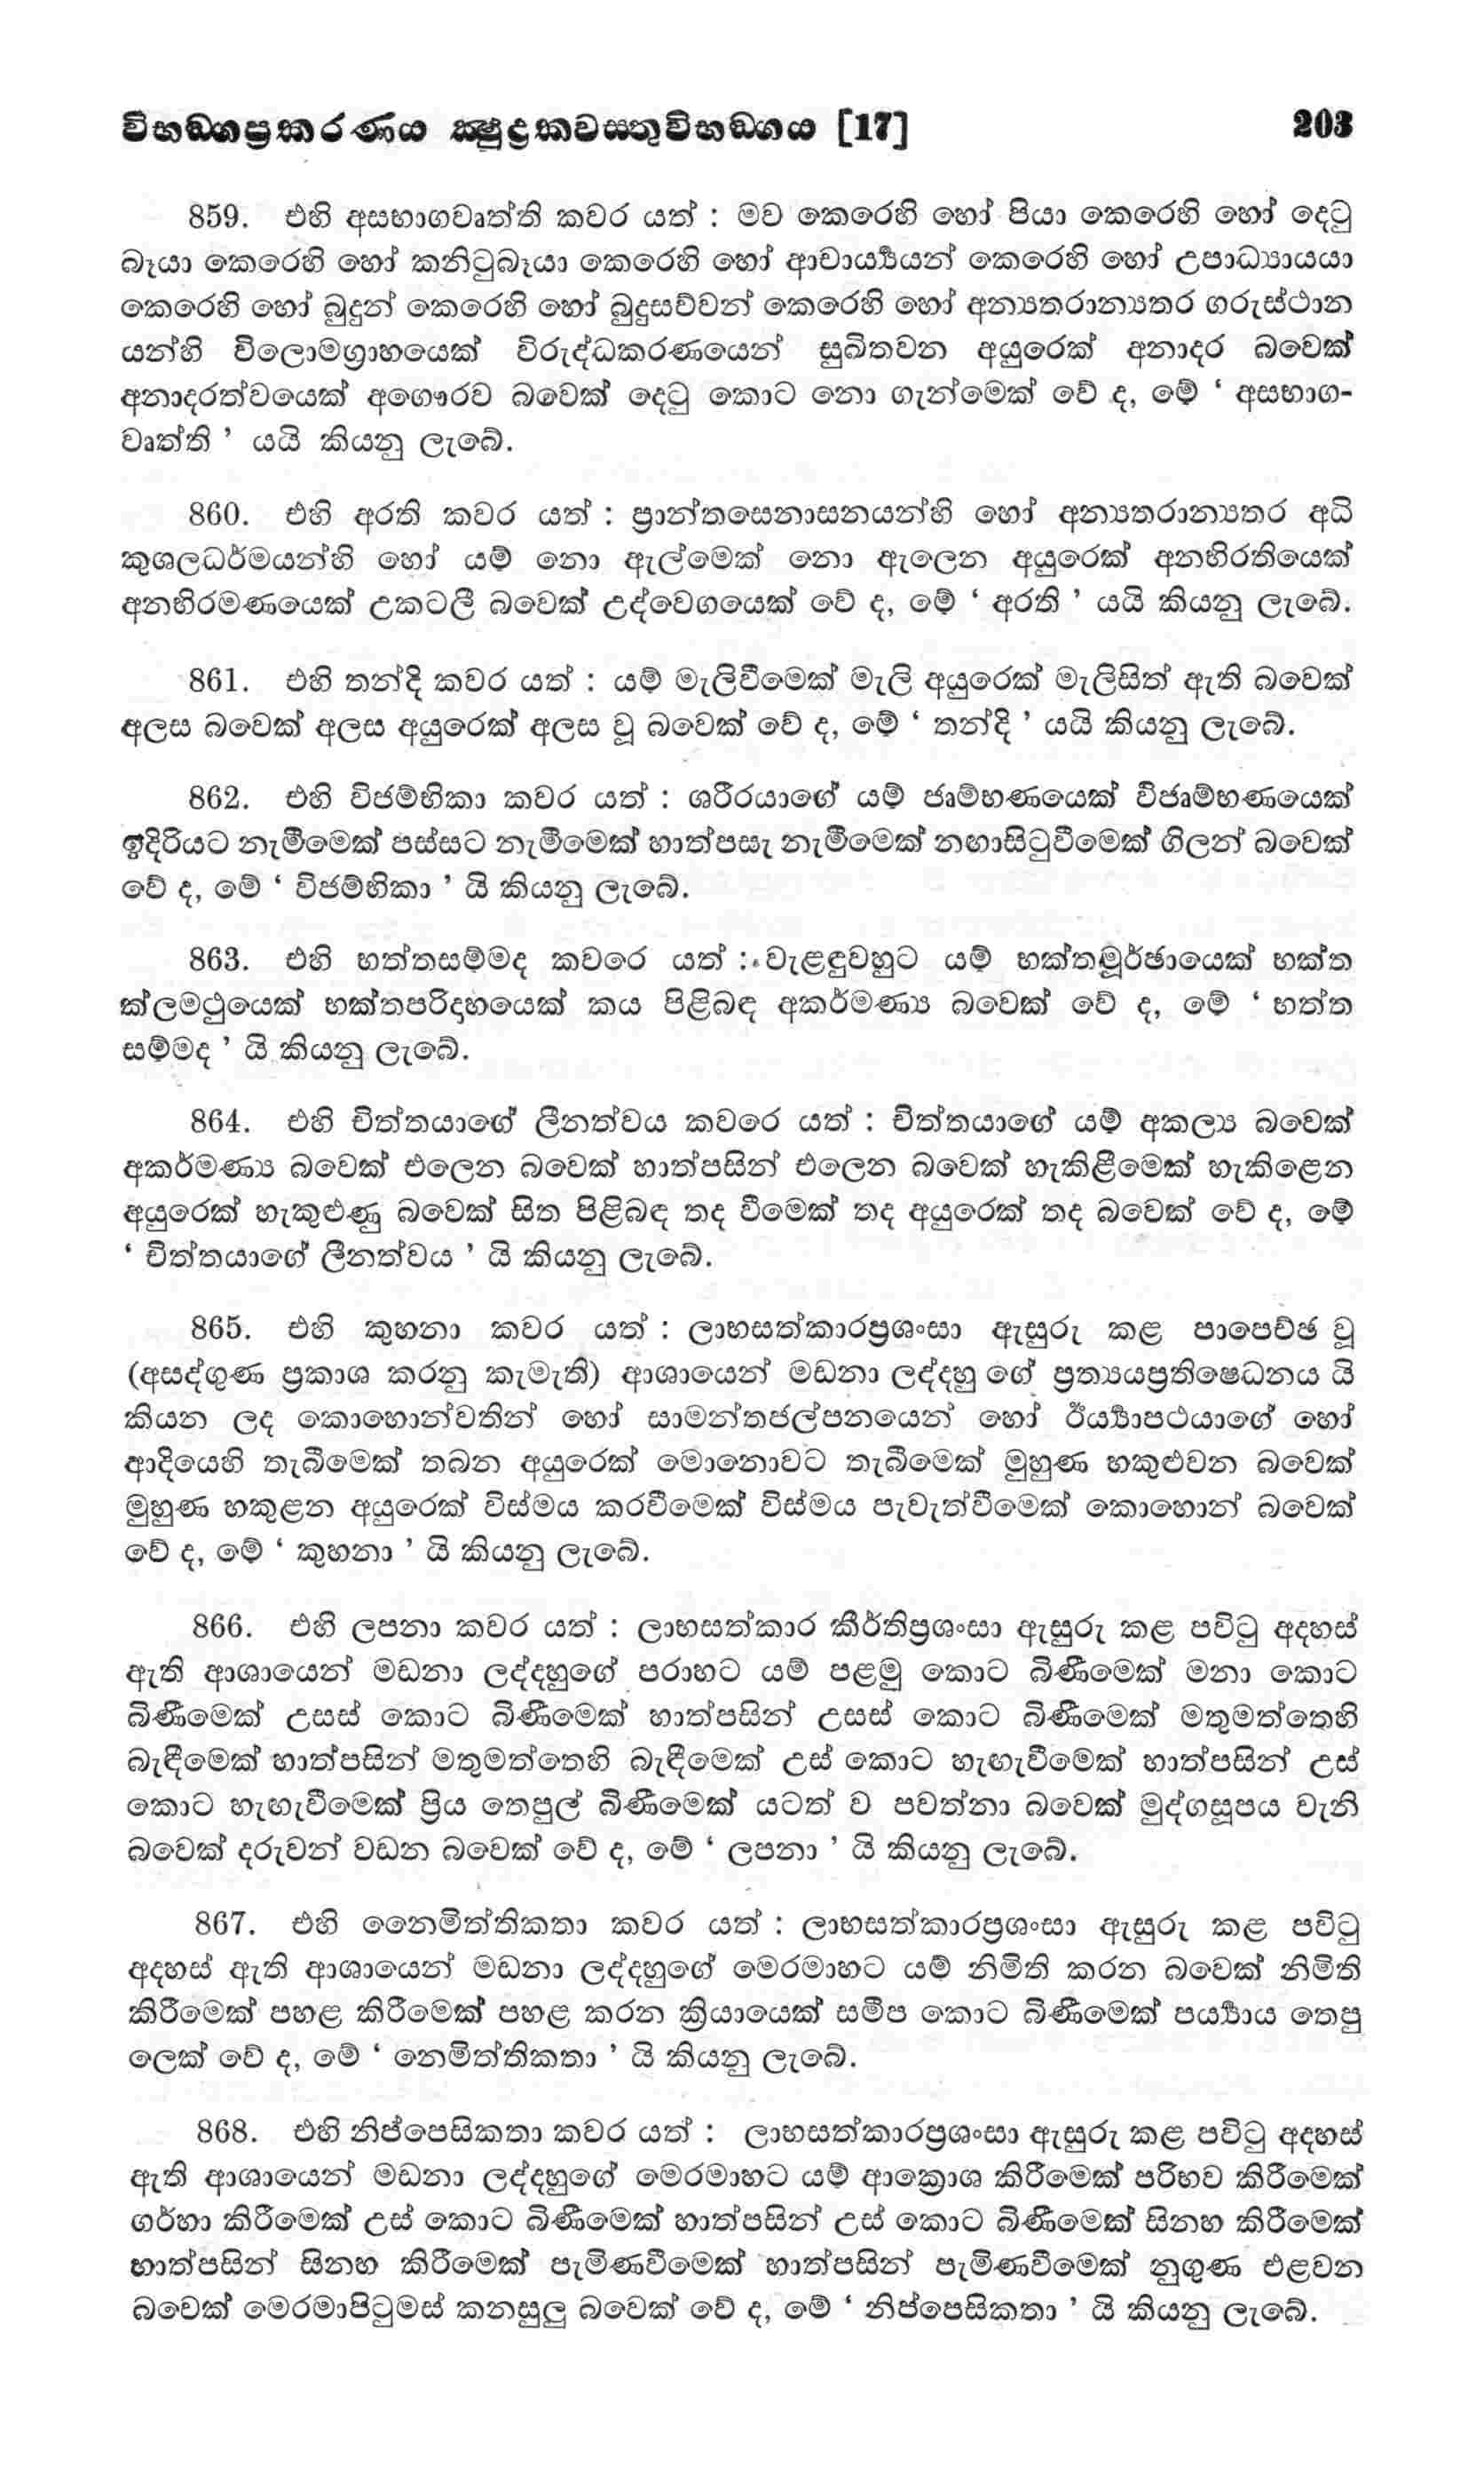 විභඞ්ගප්‍රකරණය ක්‍ෂුද්‍රකවස්තුවිභඞ්ගය [17] 203
859. එහි අසභාගවෘත්ති කවර යත් : මව කෙරෙහි හෝ පියා කෙරෙහි හෝ දෙටු
බෑයා කෙරෙහි හෝ කනිටුබෑයා කෙරෙහි හෝ ආචාර්‍ය්‍යයන් කෙරෙහි හෝ උපාධ්‍යායයා
කෙරෙහි හෝ බුදුන් කෙරෙහි හෝ බුදුසව්වන් කෙරෙහි හෝ අන්‍යතරාන්‍යතර ගරුස්ථාන
යන්හි විලොමග්‍රාහයෙක් විරුද්ධකරණයෙන් සුඛිතවන අයුරෙක් අනාදර බවෙක්
අනාදරත්වයෙක් අගෞරව බවෙක් දෙටු කොට නො ගැන්මෙක් වේ ද, මේ ‘ අසභාග-
වෘත්ති ’ යයි කියනු ලැබේ.
860. එහි අරති කවර යත් : ප්‍රාන්තසෙනාසනයන්හි හෝ අන්‍යතරාන්‍යතර අධි
කුශලධර්මයන්හි හෝ යම් නො ඇල්මෙක් නො ඇලෙන අයුරෙක් අනභිරතියෙක්
අනභිරමණයෙක් උකටලී බවෙක් උද්වෙගයෙක් වේ ද, මේ ‘ අරති ’ යයි කියනු ලැබේ.
861. එහි තන්දි කවර යත් : යම් මැලිවීමෙක් මැලි අයුරෙක් මැලිසිත් ඇති බවෙක්
අලස බවෙක් අලස අයුරෙක් අලස වූ බවෙක් වේ ද, මේ ‘ තන්දි ’ යයි කියනු ලැබේ.
862. එහි විජම්භිකා කවර යත් : ශරීරයාගේ යම් ජෘම්භණයෙක් විජෘම්භණයෙක්
ඉදිරියට නැමීමෙක් පස්සට නැමීමෙක් හාත්පසැ නැමීමෙක් නඟාසිටුවීමෙක් ගිලන් බවෙක්
වේ ද, මේ ‘ විජම්භිකා ’ යි කියනු ලැබේ.
863. එහි භත්තසම්මද කවරෙ යත් : වැළඳුවහුට යම් භක්තමූර්ඡායෙක් භක්ත
ක්ලමථුයෙක් භක්තපරිදාහයෙක් කය පිළිබඳ අකර්මණ්‍ය බවෙක් වේ ද, මේ ‘ භත්ත
සම්මද ’ යි කියනු ලැබේ.
864. එහි චිත්තයාගේ ලීනත්වය කවරෙ යත් : චිත්තයාගේ යම් අකල්‍ය බවෙක්
අකර්මණ්‍ය බවෙක් එලෙන බවෙක් හාත්පසින් එලෙන බවෙක් හැකිළීමෙක් හැකිළෙන
අයුරෙක් හැකුළුණු බවෙක් සිත පිළිබඳ තද වීමෙක් තද අයුරෙක් තද බවෙක් වේ ද, මේ
‘ චිත්තයාගේ ලීනත්වය ’ යි කියනු ලැබේ.
865. එහි කුහනා කවර යත් : ලාභසත්කාරප්‍රශංසා ඇසුරු කළ පාපෙච්ඡ වූ
(අසද්ගුණ ප්‍රකාශ කරනු කැමැති) ආශායෙන් මඩනා ලද්දහු ගේ ප්‍රත්‍යයප්‍රතිෂෙධනය යි
කියන ලද කොහොන්වතින් හෝ සාමන්තජල්පනයෙන් හෝ ඊර්‍ය්‍යාපථයාගේ හෝ
ආදියෙහි තැබීමෙක් තබන අයුරෙක් මොනොවට තැබීමෙක් මුහුණ හකුළුවන බවෙක්
මුහුණ හකුළන අයුරෙක් විස්මය කරවීමෙක් විස්මය පැවැත්වීමෙක් කොහොන් බවෙක්
වේ ද, මේ ‘ කුහනා ’ යි කියනු ලැබේ.
866. එහි ලපනා කවර යත් : ලාභසත්කාර කීර්තිප්‍රශංසා ඇසුරු කළ පවිටු අදහස්
ඇති ආශායෙන් මඩනා ලද්දහුගේ පරාහට යම් පළමු කොට බිණීමෙක් මනා කොට
බිණීමෙක් උසස් කොට බිණීමෙක් හාත්පසින් උසස් කොට බිණීමෙක් මතුමත්තෙහි
බැඳීමෙක් හාත්පසින් මතුමත්තෙහි බැඳීමෙක් උස් කොට හැඟැවීමෙක් හාත්පසින් උස්
කොට හැඟැවීමෙක් ප්‍රිය තෙපුල් බිණීමෙක් යටත් ව පවත්නා බවෙක් මුද්ගසූපය වැනි
බවෙක් දරුවන් වඩන බවෙක් වේ ද, මේ ‘ ලපනා ’ යි කියනු ලැබේ.
867. එහි නෛමිත්තිකතා කවර යත් : ලාභසත්කාරප්‍රශංසා ඇසුරු කළ පවිටු
අදහස් ඇති ආශායෙන් මඩනා ලද්දහුගේ මෙරමාහට යම් නිමිති කරන බවෙක් නිමිති
කිරීමෙක් පහළ කිරීමෙක් පහළ කරන ක්‍රියායෙක් සමීප කොට බිණීමෙක් පර්‍ය්‍යාය තෙපු
ලෙක් වේ ද, මේ ‘ නෙමිත්තිකතා ’ යි කියනු ලැබේ.
868. එහි නිප්පෙසිකතා කවර යත් : ලාභසත්කාරප්‍රශංසා ඇසුරු කළ පවිටු අදහස්
ඇති ආශායෙන් මඩනා ලද්දහුගේ මෙරමාහට යම් ආක්‍රොශ කිරීමෙක් පරිභව කිරීමෙක්
ගර්හා කිරීමෙක් උස් කොට බිණීමෙක් හාත්පසින් උස් කොට බිණීමෙක් සිනහ කිරීමෙක්
හාත්පසින් සිනහ කිරීමෙක් පැමිණවීමෙක් හාත්පසින් පැමිණවීමෙක් නුගුණ එළවන
බවෙක් මෙරමාපිටුමස් කනසුලු බවෙක් වේ ද, මේ ‘ නිප්පෙසිකතා ’ යි කියනු ලැබේ.